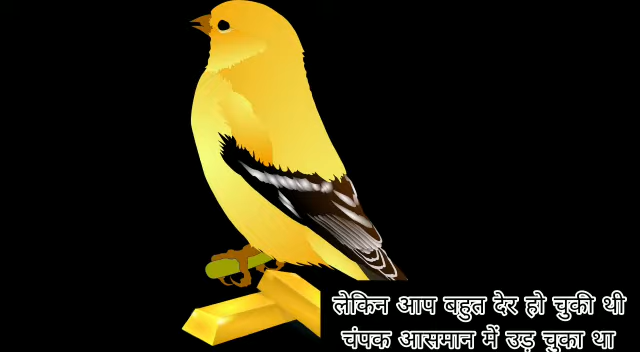 लेकिन आप बहुत देर हो चुकी थी
चंपक आसमान में उड़ चुका था